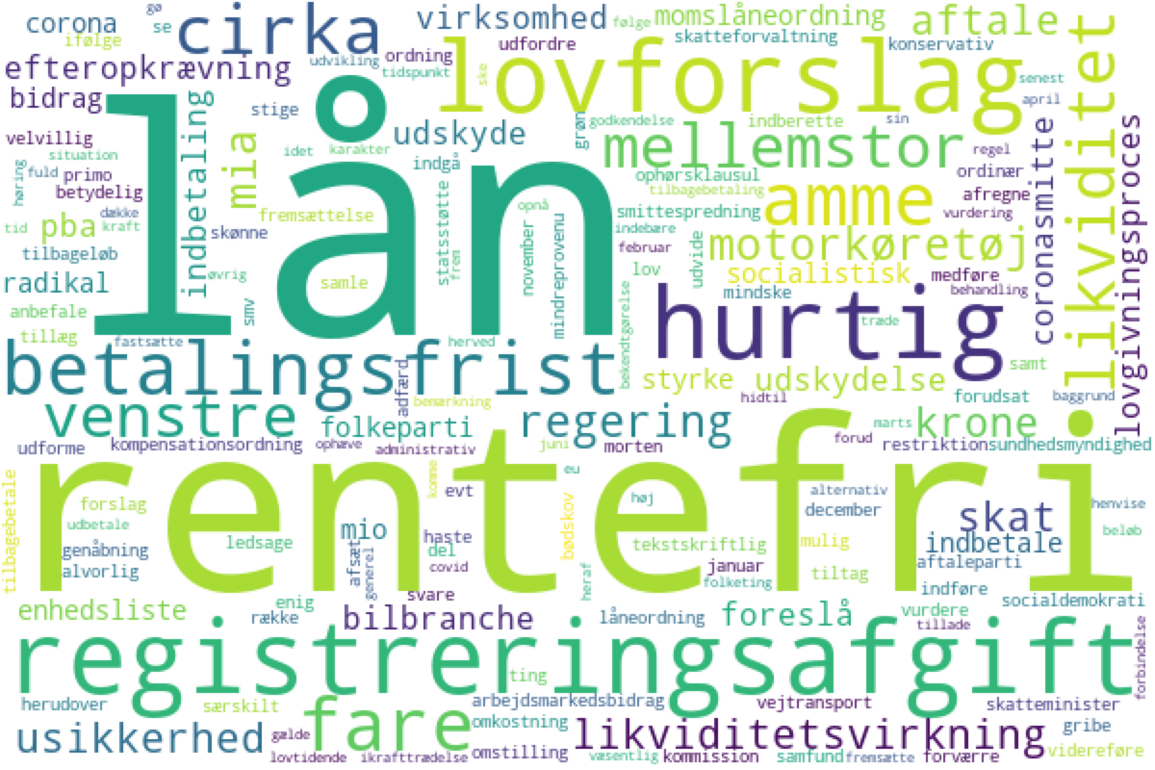 corona
gø
se
ifølge
cirka
virksomhed
følge
momslåneordning
aftale
skatteforvaltning
udfordre
konservativ
efteropkrævning
udvikling
ordning
tidspunkt
ske
lovforslag
senest
likviditet
bidrag
stige
udskyde
grøn
godkendelse
indberette
sin
april
velvillig
indbetaling
mia
idet
karakter
indgå
mellemstor
regel
coronasmitte
lovgivningsproces
situation
høring
fuld
primo
betydelig
lån
ophørsklausul
tilbagebetaling
ordinær
afregne
amme
vurdering
dække
kraft
tid
pba
skønne
fremsættelse
statsstøtte
frem
opnå
november
mindreprovenu
smittespredning
indebære
februar
udvide
motorkøretøj
tilbageløb
øvrig
samle
lov
socialistisk
medføre
behandling
radikal
smv
mindske
hurtig
anbefale
tillæg
fastsætte
herved
bekendtgørelse
træde
samt
betalingsfrist
adfærd
bemærkning
styrke
udskydelse
hidtil
forudsat
baggrund
venstre
folkeparti
regering
marts
krone
udforme
kompensationsordning
ophæve
administrativ
juni
morten
forud
restriktion
sundhedsmyndighed
rentefri
tilbagebetale
forslag
udbetale
komme
evt
eu
bødskov
høj
alternativ
december
henvise
genåbning
alvorlig
ledsage
mio
afsæt
generel
haste
del
covid
tekstskriftlig
mulig
skat
indbetale
beløb
heraf
januar
folketing
tiltag
aftaleparti
indføre
enhedsliste
enig
række
svare
bilbranche
låneordning
foreslå
vurdere
tillade
socialdemokrati
registreringsafgift
forbindelse
ting
herudover
særskilt
arbejdsmarkedsbidrag
vejtransport
skatteminister
usikkerhed
gælde
fare
omkostning
likviditetsvirkning
gribe
lovtidende
ikrafttrædelse
omstilling
væsentlig
kommission
samfund
fremsætte
forværre
videreføre